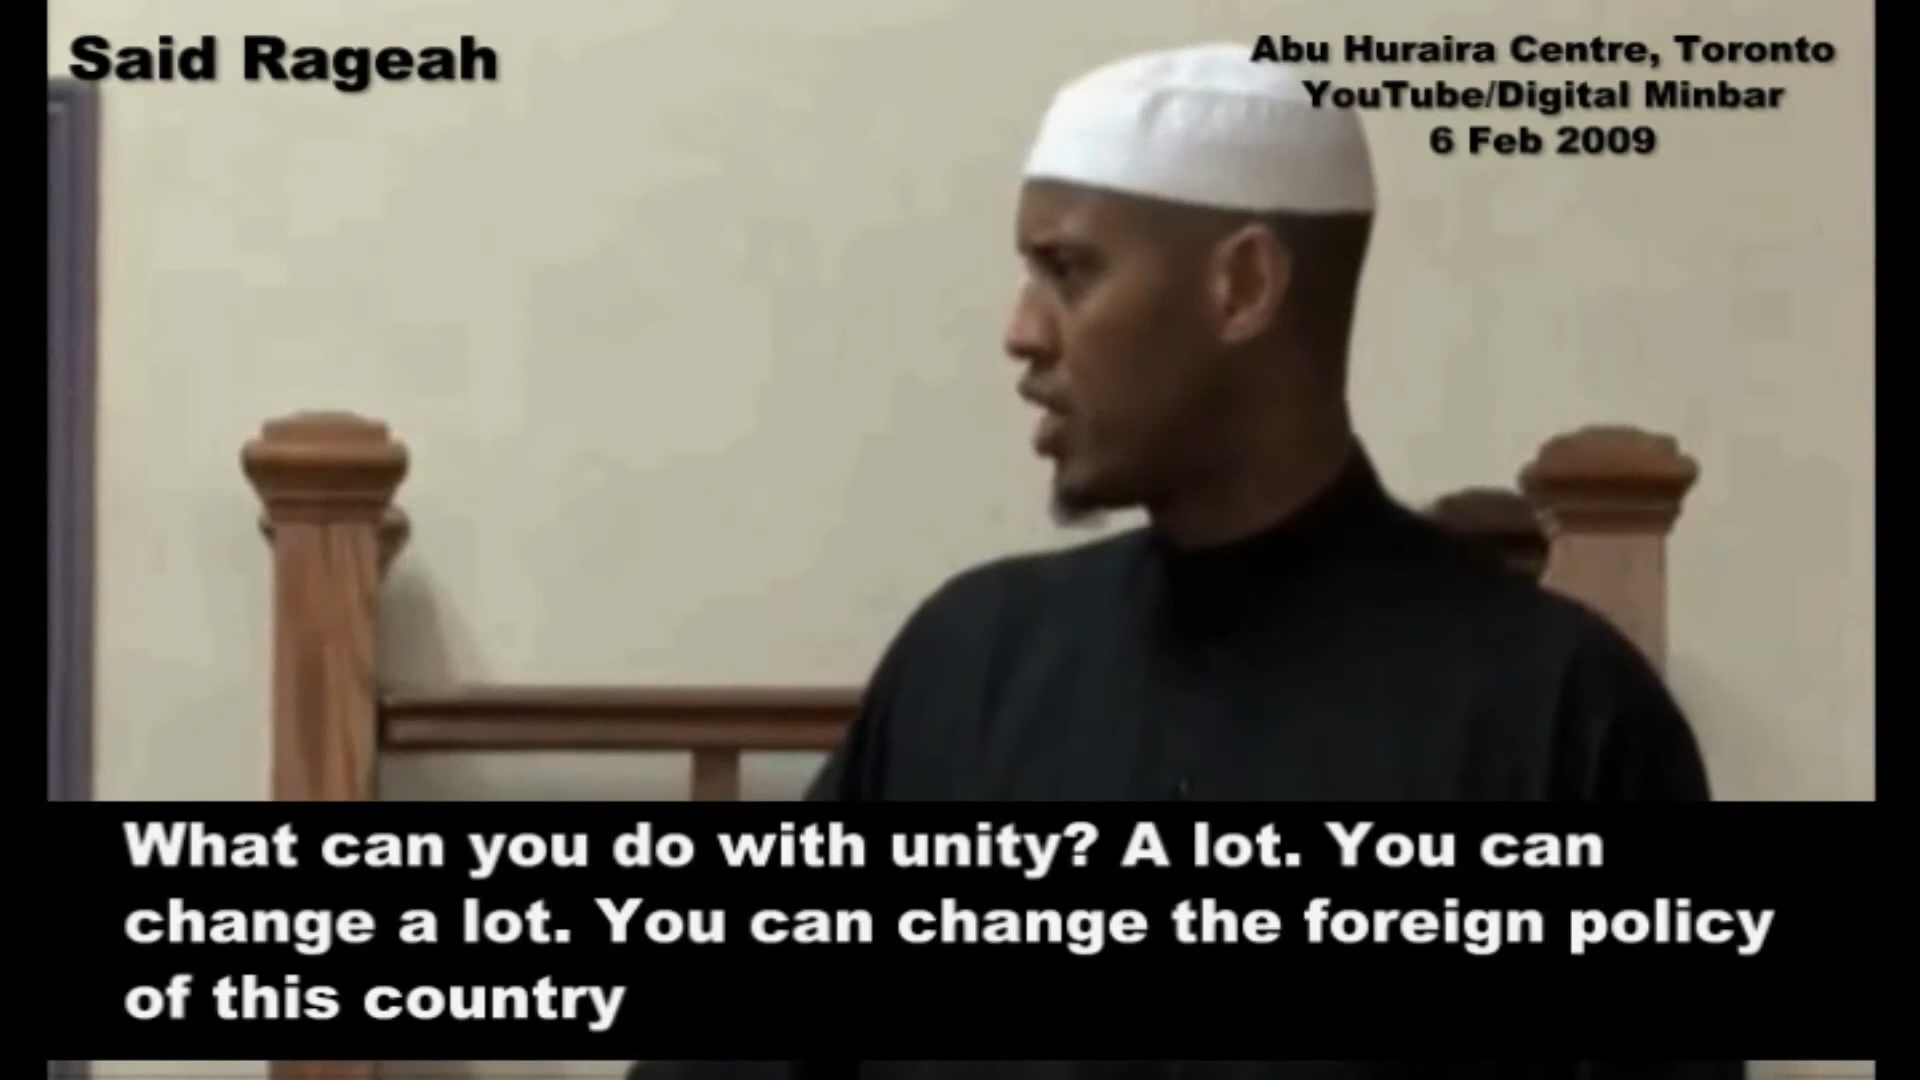 Said Rageah
Abu Huraira Centre, Toronto
YouTube/Digital Minbar
6 Feb 2009
What can you do with unity? A lot. You can
change a lot. You can change the foreign policy
of this country